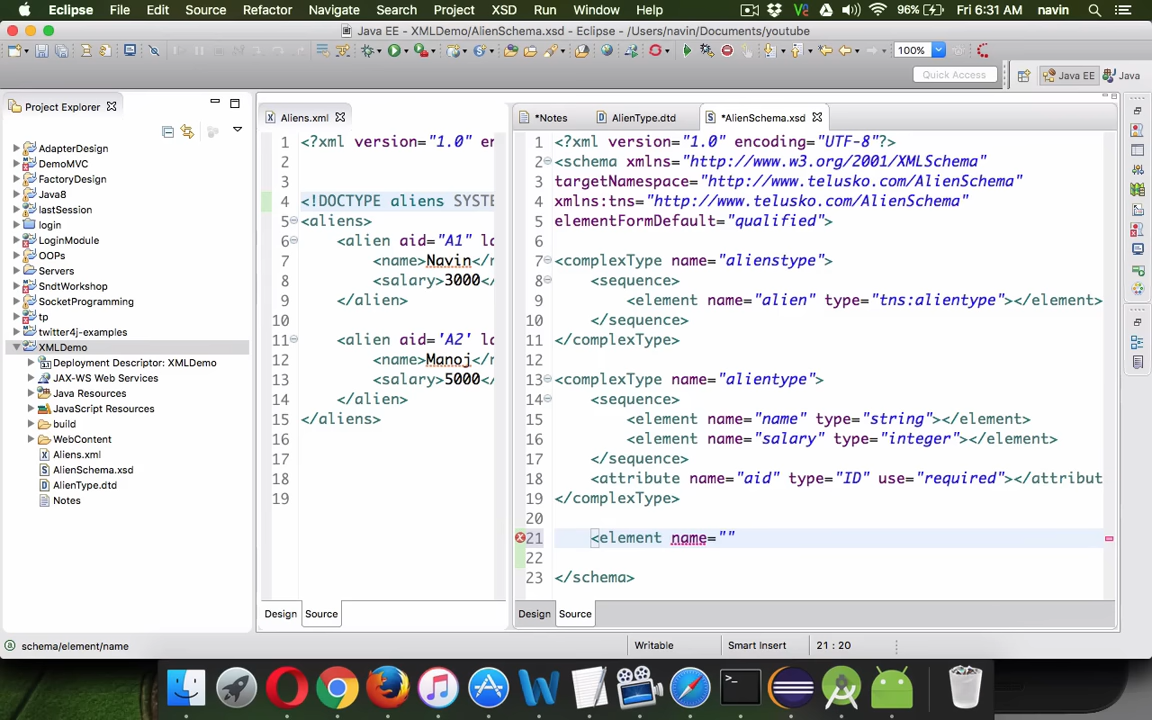 Eclipse File Edit Source Refactor Navigate Search Project XSD Run Window Help 96% Fri 6:31 AM navin
Java EE - XMLDemo/AlienSchema.xsd - Eclipse - /Users/navin/Documents/youtube
100%
Quick Access Java EE Java
Project Explorer
AdapterDesign
DemoMVC
FactoryDesign
Java8
lastSession
login
LoginModule
OOPs
Servers
SndtWorkshop
SocketProgramming
tp
twitter4j-examples
XMLDemo
Deployment Descriptor: XMLDemo
JAX-WS Web Services
Java Resources
JavaScript Resources
build
WebContent
Aliens.xml
AlienSchema.xsd
AlienType.dtd
Notes
Aliens.xml
1 <?xml version="1.0" en
2
3
4 <!DOCTYPE aliens SYSTE
5 <aliens>
6 <alien aid="A1" la
7 <name>Navin</n
8 <salary>3000</
9 </alien>
10
11 <alien aid='A2' la
12 <name>Manoj</n
13 <salary>5000</
14 </alien>
15 </aliens>
16
17
18
19
Design Source
*Notes AlienType.dtd *AlienSchema.xsd
1 <?xml version="1.0" encoding="UTF-8"?>
2 <schema xmlns="http://www.w3.org/2001/XMLSchema"
3 targetNamespace="http://www.telusko.com/AlienSchema"
4 xmlns:tns="http://www.telusko.com/AlienSchema"
5 elementFormDefault="qualified">
6
7 <complexType name="alienstype">
8 <sequence>
9 <element name="alien" type="tns:alientype"></element>
10 </sequence>
11 </complexType>
12
13 <complexType name="alientype">
14 <sequence>
15 <element name="name" type="string"></element>
16 <element name="salary" type="integer"></element>
17 </sequence>
18 <attribute name="aid" type="ID" use="required"></attribut
19 </complexType>
20
21 <element name=""
22
23 </schema>
Design Source
schema/element/name Writable Smart Insert 21 : 20